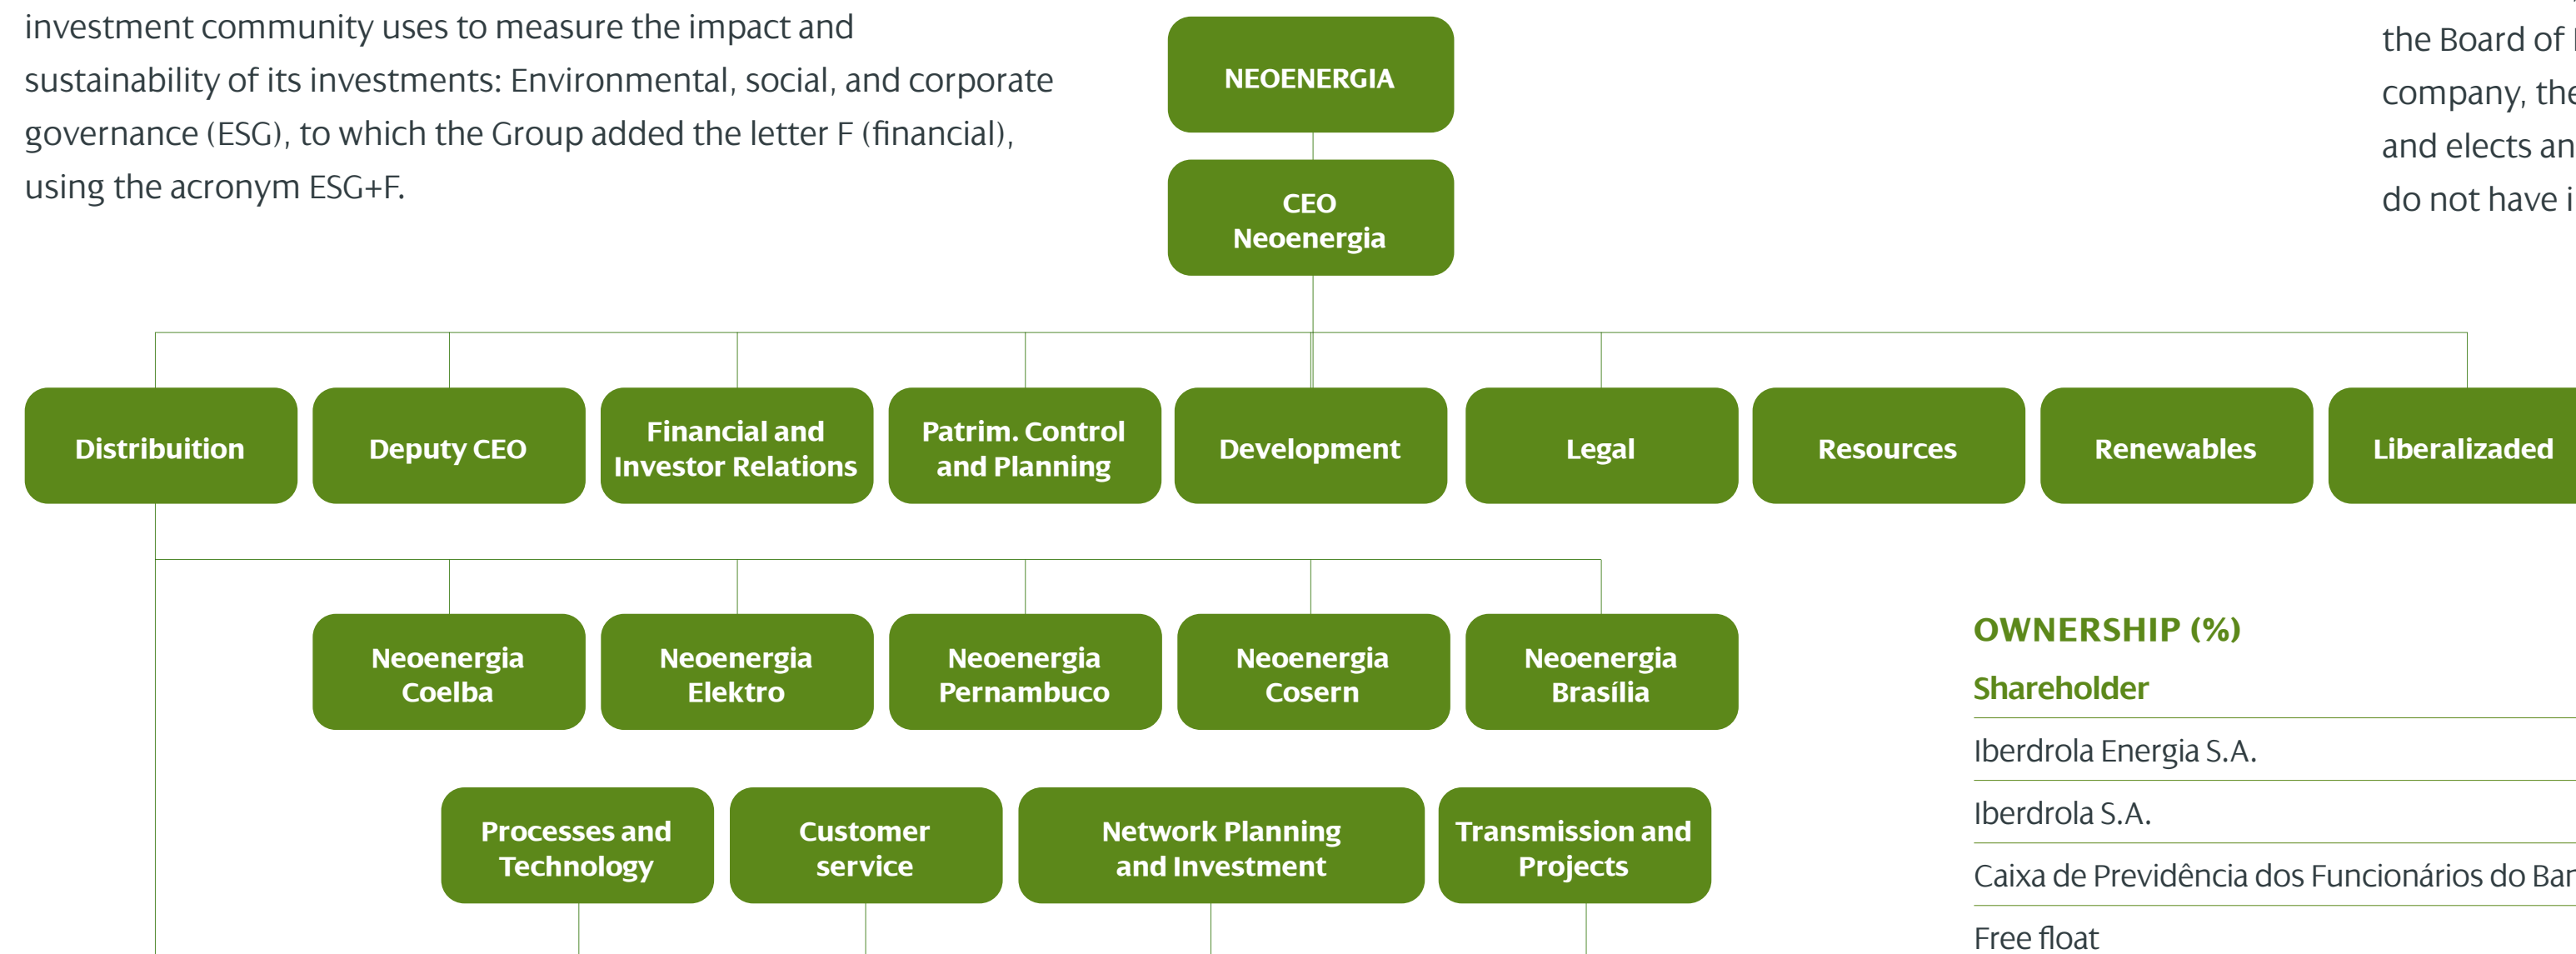 investment community uses to measure the impact and
sustainability of its investments: Environmental, social, and corporate
governance (ESG), to which the Group added the letter F (financial),
using the acronym ESG+F.
NEOENERGIA
CEO
Neoenergia
the Board of
company, the
and elects an
do not have
Distribuition
Deputy CEO
Financial and
Investor Relations
Patrim. Control
and Planning
Development
Legal
Resources
Renewables
Liberalizaded
Neoenergia
Coelba
Neoenergia
Elektro
Neoenergia
Pernambuco
Neoenergia
Cosern
Neoenergia
Brasília
Processes and
Technology
Customer
service
Network Planning
and Investment
Transmission and
Projects
OWNERSHIP (%)
Shareholder
Iberdrola Energia S.A.
Iberdrola S.A.
Caixa de Previdência dos Funcionários do
Free float